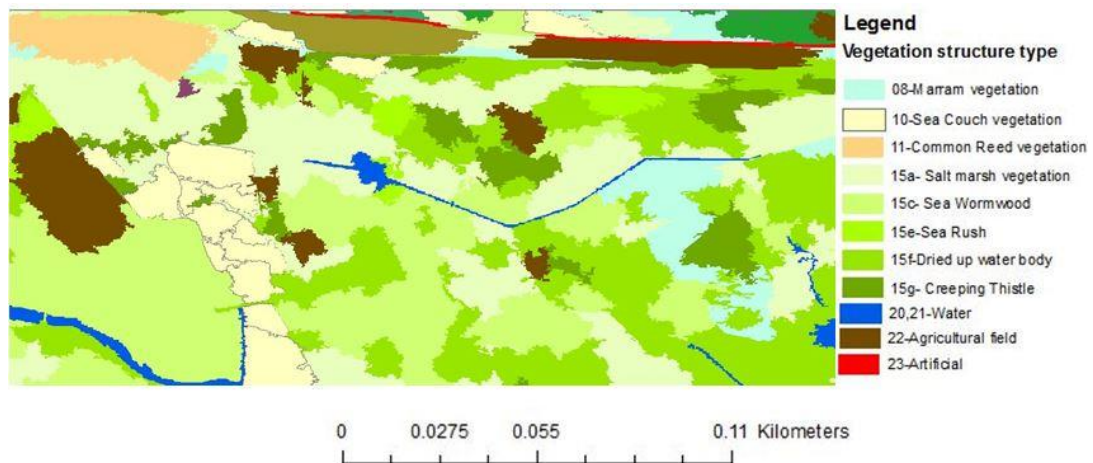 Legend
Vegetation structure type
08-Marram vegetation
10-Sea Couch vegetation
11-Common Reed vegetation
15a- Salt marsh vegetation
15c- Sea Wormwood
15e-Sea Rush
15f-Dried up water body
15g- Creeping Thistle
20,21-Water
22-Agricultural field
23-Artificial
0 0.0275 0.055 0.11 Kilometers